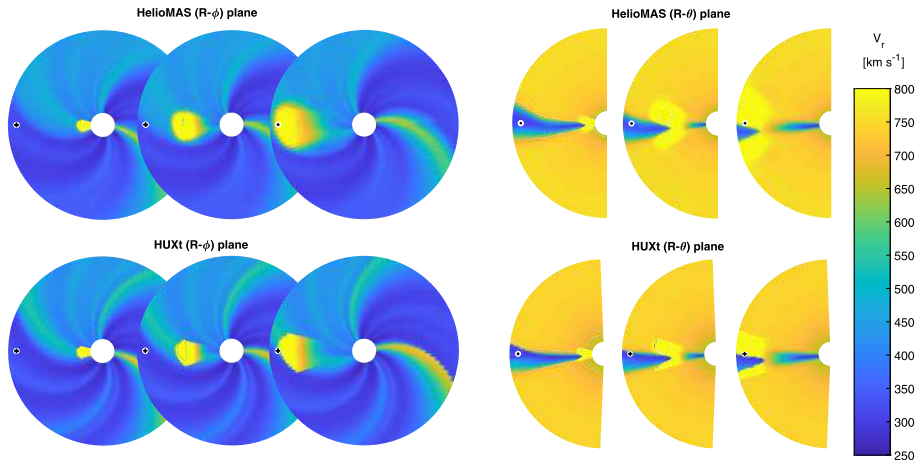 HelioMAS (R-ϕ) plane
HelioMAS (R-θ) plane
V_r
[km s⁻¹]
800
750
700
650
600
550
500
450
400
350
300
250
HUXt (R-ϕ) plane
HUXt (R-θ) plane